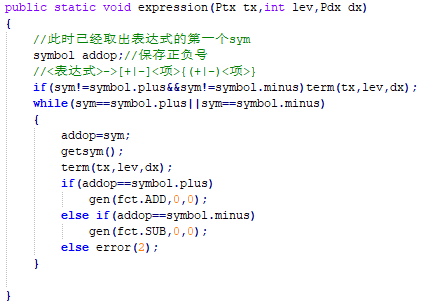 public static void expression(Ptx tx,int lev,Pdx dx)
{
//此时已经取出表达式的第一个sym
symbol addop;//保存正负号
//<表达式>->[+|-]<项>{(+|-)<项>}
if(sym!=symbol.plus&&sym!=symbol.minus)term(tx,lev,dx);
while(sym==symbol.plus||sym==symbol.minus)
{
addop=sym;
getsym();
term(tx,lev,dx);
if(addop==symbol.plus)
gen(fct.ADD,0,0);
else if(addop==symbol.minus)
gen(fct.SUB,0,0);
else error(2);
}
}